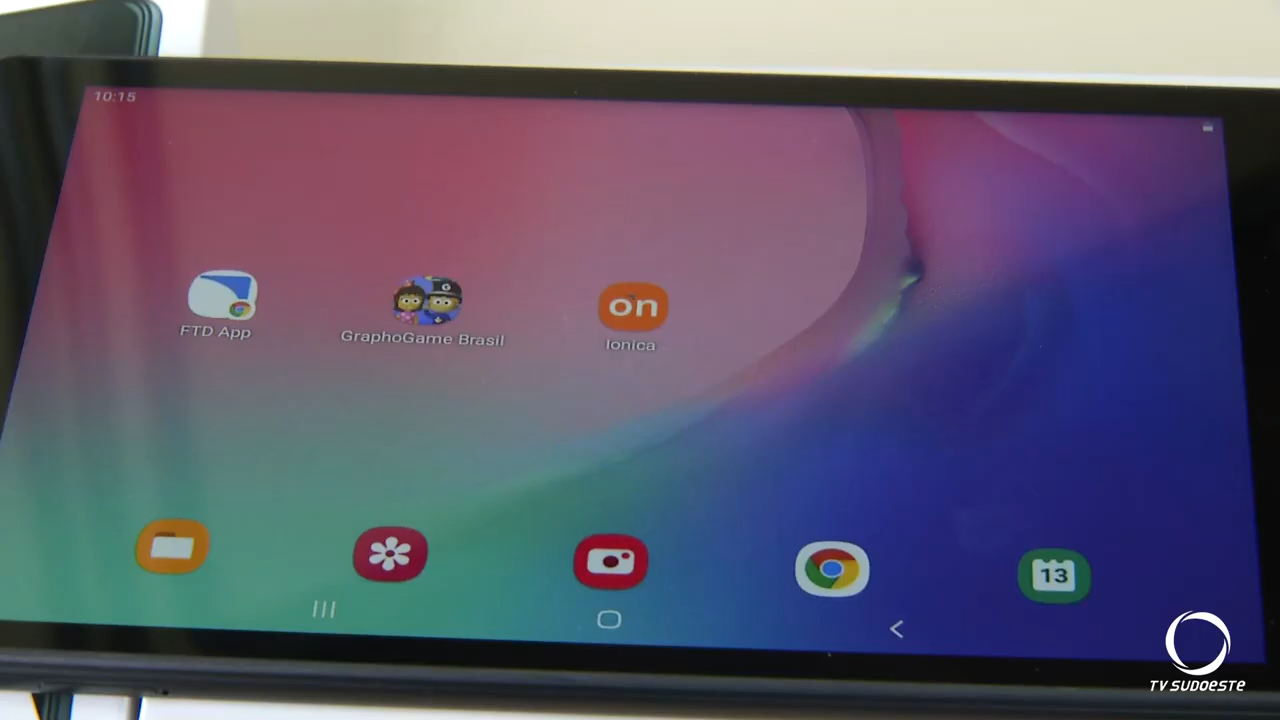 10:15
FTD App
GraphoGame Brasil
on
Ionica
13
TV SUDOESTE